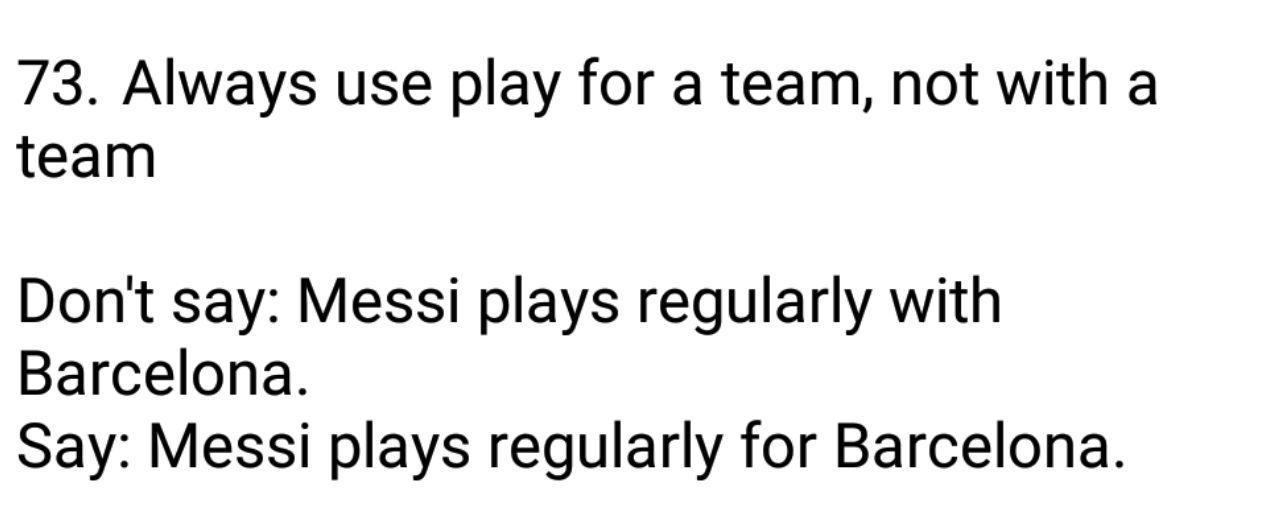 73. Always use play for a team, not with a
team
Don't say: Messi plays regularly with
Barcelona.
Say: Messi plays regularly for Barcelona.